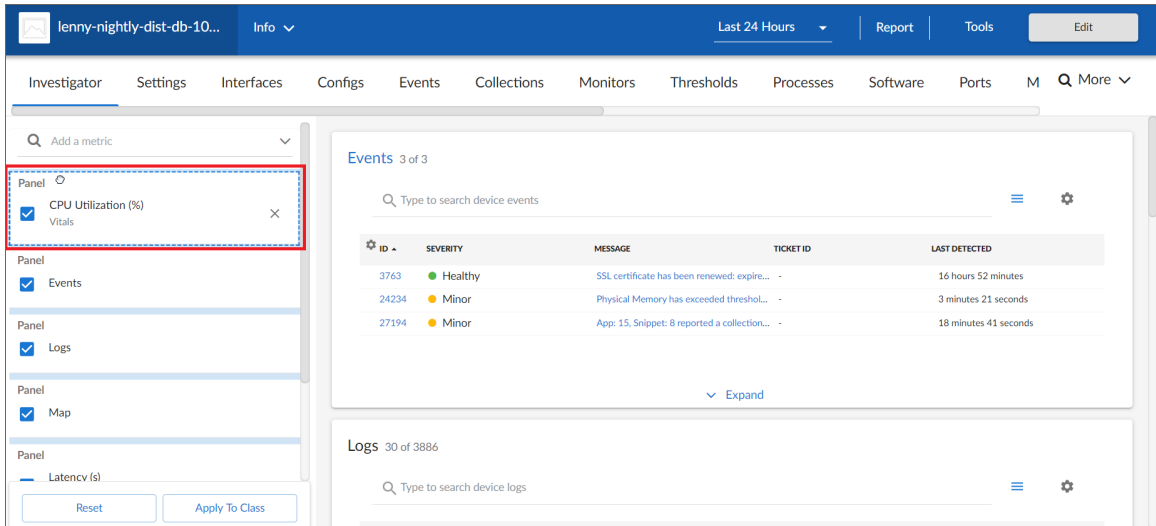 lenny-nightly-dist-db-10...
Info
Last 24 Hours
Report
Tools
Edit
Investigator
Settings
Interfaces
Configs
Events
Collections
Monitors
Thresholds
Processes
Software
Ports
M
More
Add a metric
Panel
CPU Utilization (%)
Vitals
Panel
Events
Panel
Logs
Panel
Map
Panel
Latency (s)
Reset
Apply To Class
Events 3 of 3
Type to search device events
ID SEVERITY MESSAGE TICKET ID LAST DETECTED
3763 Healthy SSL certificate has been renewed: expire... - 16 hours 52 minutes
24234 Minor Physical Memory has exceeded threshol... - 3 minutes 21 seconds
27194 Minor App: 15, Snippet: 8 reported a collection... - 18 minutes 41 seconds
Expand
Logs 30 of 3886
Type to search device logs